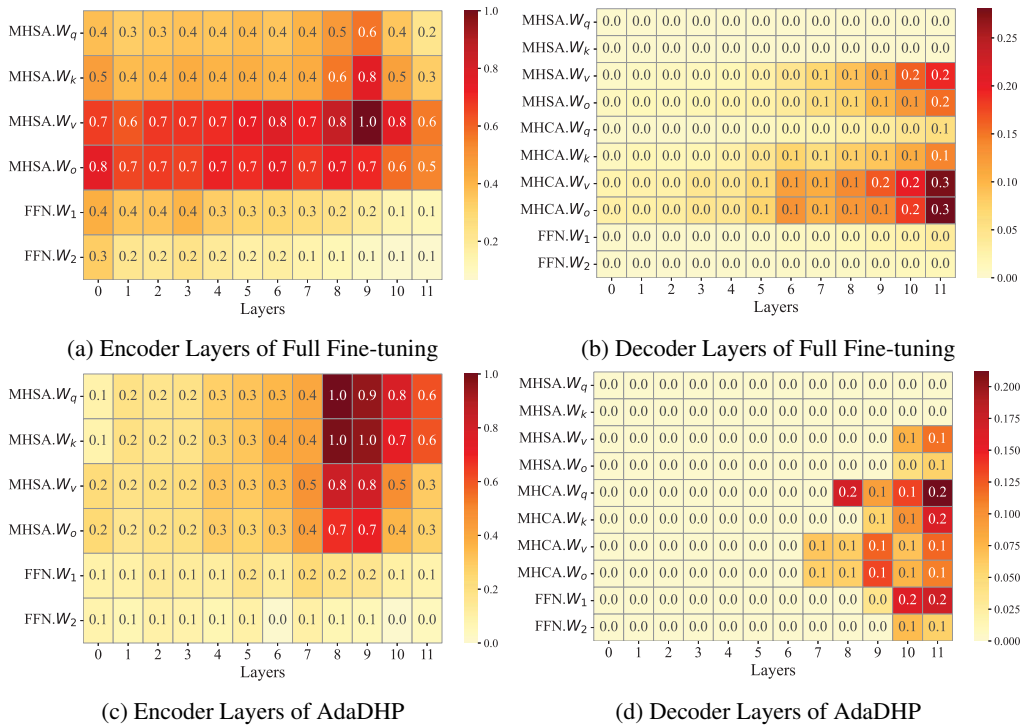 MHSA.Wq 0.4 0.3 0.3 0.4 0.4 0.4 0.4 0.4 0.5 0.6 0.4 0.2
MHSA.Wk 0.5 0.4 0.4 0.4 0.4 0.4 0.4 0.4 0.6 0.8 0.5 0.3
MHSA.Wv 0.7 0.6 0.7 0.7 0.7 0.7 0.8 0.7 0.8 1.0 0.8 0.6
MHSA.Wo 0.8 0.7 0.7 0.7 0.7 0.7 0.7 0.7 0.7 0.7 0.6 0.5
FFN.W1 0.4 0.4 0.4 0.4 0.3 0.3 0.3 0.3 0.2 0.2 0.1 0.1
FFN.W2 0.3 0.2 0.2 0.2 0.2 0.2 0.2 0.2 0.1 0.1 0.1 0.1
0 1 2 3 4 5 6 7 8 9 10 11
Layers
1.0
0.8
0.6
0.4
0.2
(a) Encoder Layers of Full Fine-tuning
MHSA.Wq 0.0 0.0 0.0 0.0 0.0 0.0 0.0 0.0 0.0 0.0 0.0 0.0
MHSA.Wk 0.0 0.0 0.0 0.0 0.0 0.0 0.0 0.0 0.0 0.0 0.0 0.0
MHSA.Wv 0.0 0.0 0.0 0.0 0.0 0.0 0.0 0.1 0.1 0.1 0.2 0.2
MHSA.Wo 0.0 0.0 0.0 0.0 0.0 0.0 0.0 0.1 0.1 0.1 0.1 0.2
MHCA.Wq 0.0 0.0 0.0 0.0 0.0 0.0 0.0 0.0 0.0 0.0 0.0 0.1
MHCA.Wk 0.0 0.0 0.0 0.0 0.0 0.0 0.1 0.1 0.1 0.1 0.1 0.1
MHCA.Wv 0.0 0.0 0.0 0.0 0.0 0.1 0.1 0.1 0.1 0.2 0.2 0.3
MHCA.Wo 0.0 0.0 0.0 0.0 0.0 0.1 0.1 0.1 0.1 0.1 0.2 0.3
FFN.W1 0.0 0.0 0.0 0.0 0.0 0.0 0.0 0.0 0.0 0.0 0.0 0.0
FFN.W2 0.0 0.0 0.0 0.0 0.0 0.0 0.0 0.0 0.0 0.0 0.0 0.0
0 1 2 3 4 5 6 7 8 9 10 11
Layers
0.25
0.20
0.15
0.10
0.05
0.00
(b) Decoder Layers of Full Fine-tuning
MHSA.Wq 0.1 0.2 0.2 0.2 0.3 0.3 0.3 0.4 1.0 0.9 0.8 0.6
MHSA.Wk 0.1 0.2 0.2 0.2 0.3 0.3 0.4 0.4 1.0 1.0 0.7 0.6
MHSA.Wv 0.2 0.2 0.2 0.2 0.3 0.3 0.3 0.5 0.8 0.8 0.5 0.3
MHSA.Wo 0.2 0.2 0.2 0.2 0.3 0.3 0.3 0.4 0.7 0.7 0.4 0.3
FFN.W1 0.1 0.1 0.1 0.1 0.1 0.2 0.1 0.2 0.2 0.2 0.1 0.1
FFN.W2 0.1 0.1 0.1 0.1 0.1 0.1 0.0 0.1 0.1 0.1 0.0 0.0
0 1 2 3 4 5 6 7 8 9 10 11
Layers
1.0
0.8
0.6
0.4
0.2
0.0
(c) Encoder Layers of AdaDHP
MHSA.Wq 0.0 0.0 0.0 0.0 0.0 0.0 0.0 0.0 0.0 0.0 0.0 0.0
MHSA.Wk 0.0 0.0 0.0 0.0 0.0 0.0 0.0 0.0 0.0 0.0 0.0 0.0
MHSA.Wv 0.0 0.0 0.0 0.0 0.0 0.0 0.0 0.0 0.0 0.0 0.1 0.1
MHSA.Wo 0.0 0.0 0.0 0.0 0.0 0.0 0.0 0.0 0.0 0.0 0.0 0.1
MHCA.Wq 0.0 0.0 0.0 0.0 0.0 0.0 0.0 0.0 0.2 0.1 0.1 0.2
MHCA.Wk 0.0 0.0 0.0 0.0 0.0 0.0 0.0 0.0 0.0 0.1 0.1 0.2
MHCA.Wv 0.0 0.0 0.0 0.0 0.0 0.0 0.0 0.1 0.1 0.1 0.1 0.1
MHCA.Wo 0.0 0.0 0.0 0.0 0.0 0.0 0.0 0.1 0.1 0.1 0.1 0.1
FFN.W1 0.0 0.0 0.0 0.0 0.0 0.0 0.0 0.0 0.0 0.0 0.2 0.2
FFN.W2 0.0 0.0 0.0 0.0 0.0 0.0 0.0 0.0 0.0 0.0 0.1 0.1
0 1 2 3 4 5 6 7 8 9 10 11
Layers
0.200
0.175
0.150
0.125
0.100
0.075
0.050
0.025
0.000
(d) Decoder Layers of AdaDHP